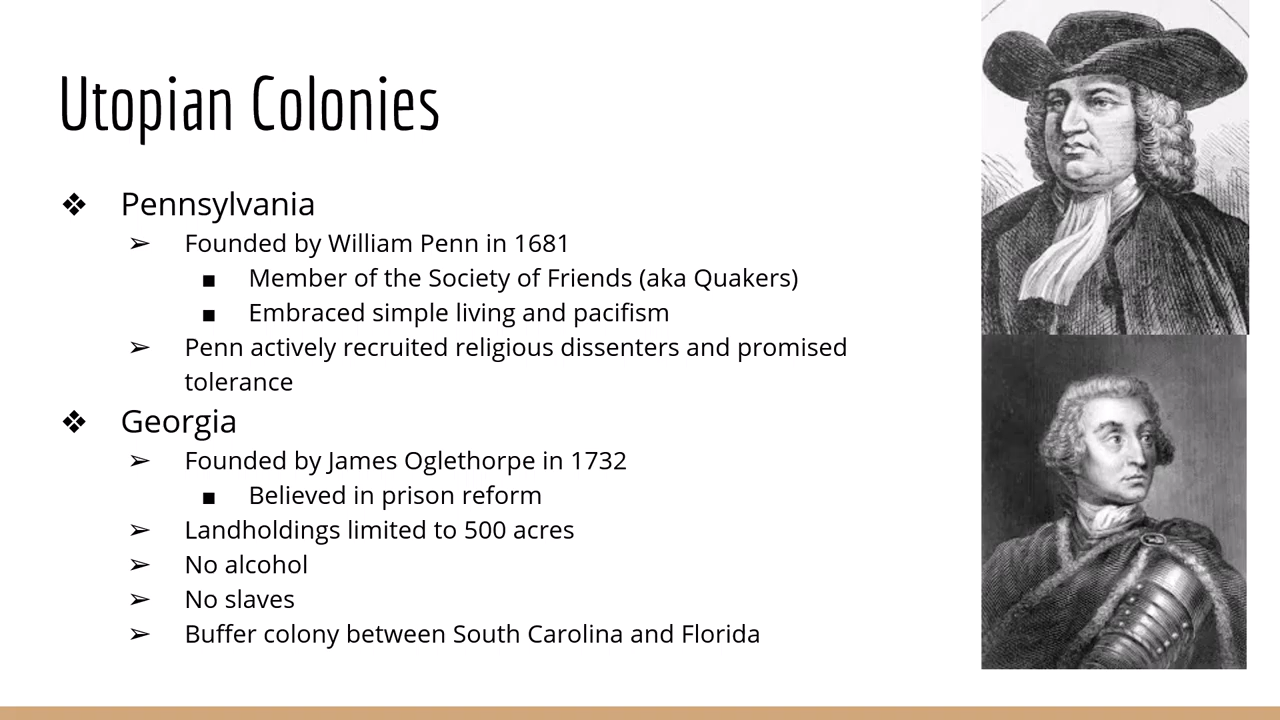 Utopian Colonies
❖ Pennsylvania
➢ Founded by William Penn in 1681
■ Member of the Society of Friends (aka Quakers)
■ Embraced simple living and pacifism
➢ Penn actively recruited religious dissenters and promised
tolerance
❖ Georgia
➢ Founded by James Oglethorpe in 1732
■ Believed in prison reform
➢ Landholdings limited to 500 acres
➢ No alcohol
➢ No slaves
➢ Buffer colony between South Carolina and Florida